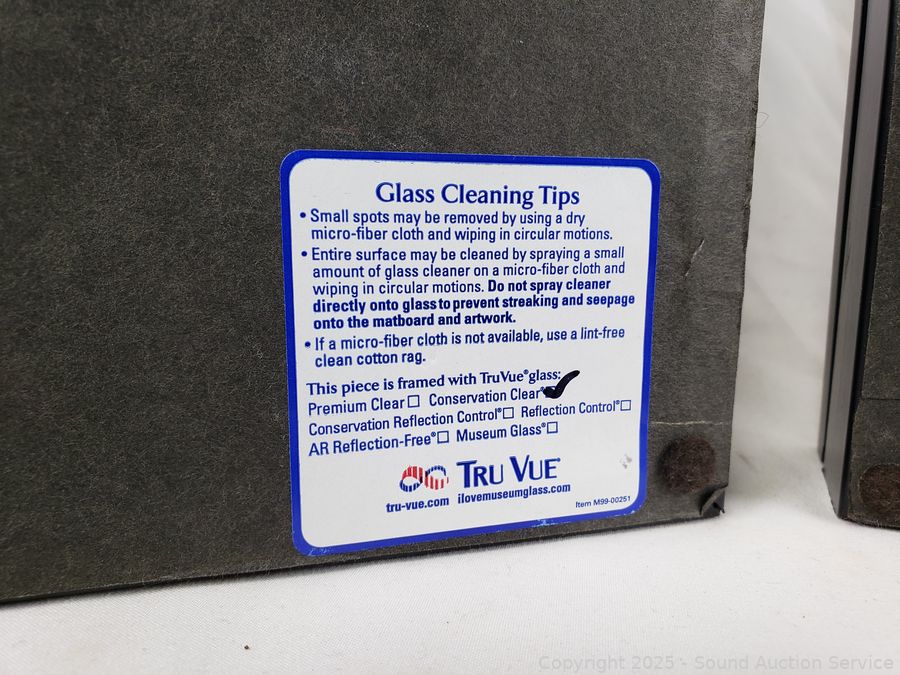 Glass Cleaning Tips
• Small spots may be removed by using a dry
micro-fiber cloth and wiping in circular motions.
• Entire surface may be cleaned by spraying a small
amount of glass cleaner on a micro-fiber cloth and
wiping in circular motions. Do not spray cleaner
directly onto glass to prevent streaking and seepage
onto the matboard and artwork.
• If a micro-fiber cloth is not available, use a lint-free
clean cotton rag.
This piece is framed with TruVue® glass:
Premium Clear☐ Conservation Clear®
Conservation Reflection Control®☐ Reflection Control®☐
AR Reflection-Free®☐ Museum Glass®☐
TRU VUE®
tru-vue.com ilovemuseumglass.com
Item M99-00251
Copyright 2025 - Sound Auction Service